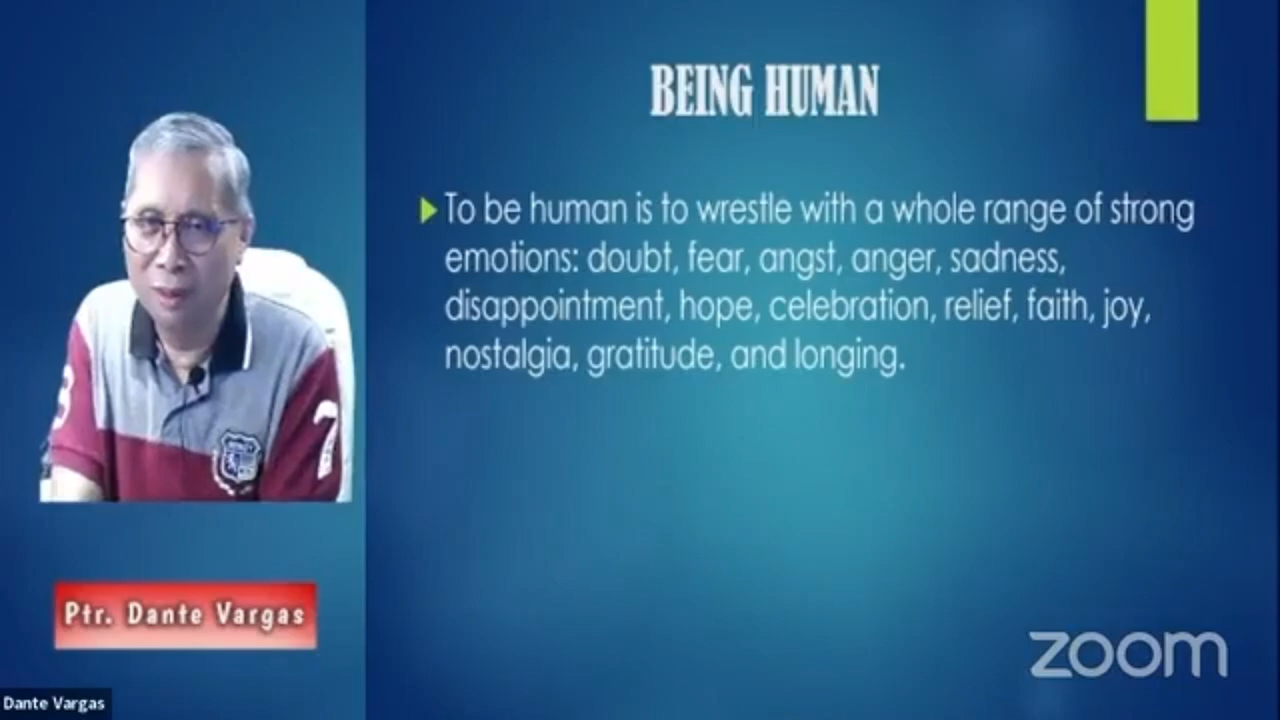 BEING HUMAN
To be human is to wrestle with a whole range of strong
emotions: doubt, fear, angst, anger, sadness,
disappointment, hope, celebration, relief, faith, joy,
nostalgia, gratitude, and longing.
7
Ptr. Dante Vargas
zoom
Dante Vargas